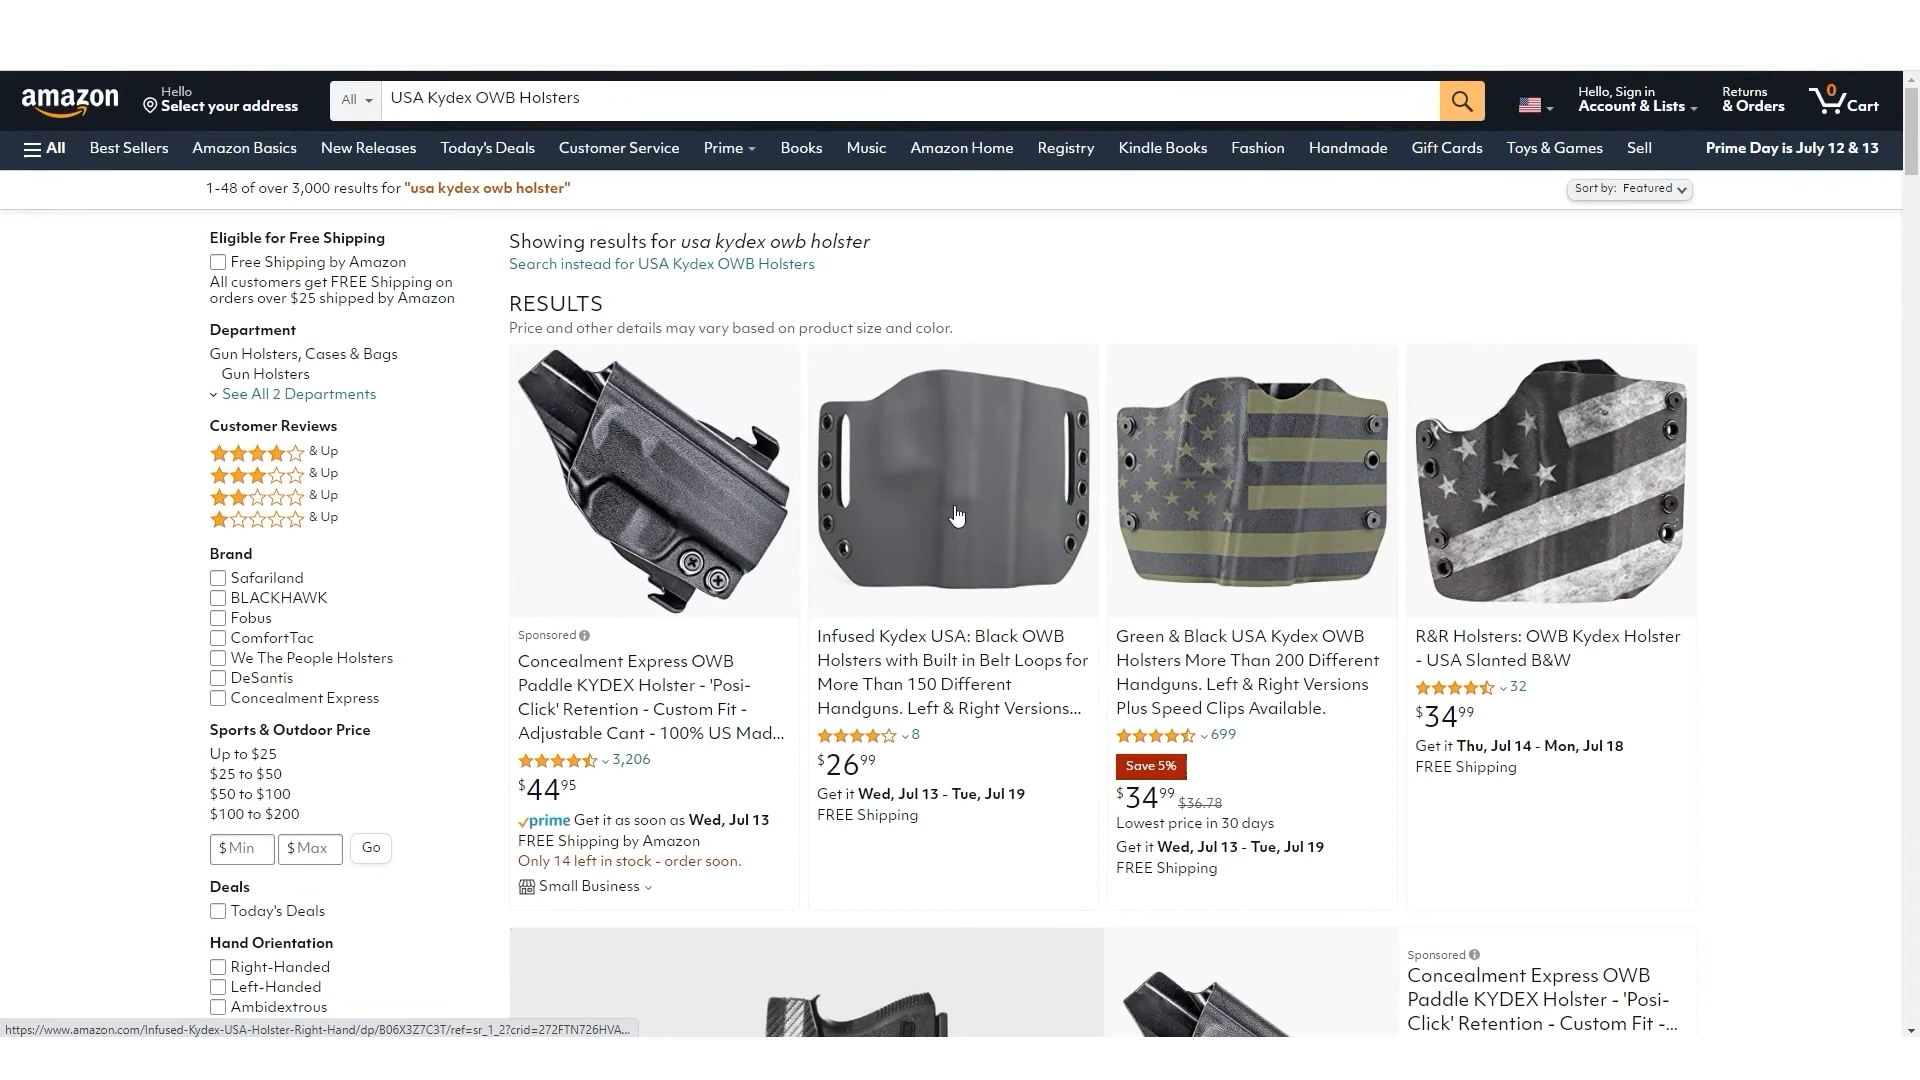 amazon
Hello
Select your address
All
USA Kydex OWB Holsters
Hello, Sign in
Account & Lists
Returns
& Orders
0
Cart
All
Best Sellers
Amazon Basics
New Releases
Today's Deals
Customer Service
Prime
Books
Music
Amazon Home
Registry
Kindle Books
Fashion
Handmade
Gift Cards
Toys & Games
Sell
Prime Day is July 12 & 13
1-48 of over 3,000 results for "usa kydex owb holster"
Sort by: Featured
Eligible for Free Shipping
Free Shipping by Amazon
All customers get FREE Shipping on
orders over $25 shipped by Amazon
Department
Gun Holsters, Cases & Bags
Gun Holsters
See All 2 Departments
Customer Reviews
& Up
& Up
& Up
& Up
Brand
Safariland
BLACKHAWK
Fobus
ComfortTac
We The People Holsters
DeSantis
Concealment Express
Sports & Outdoor Price
Up to $25
$25 to $50
$50 to $100
$100 to $200
$ Min
$ Max
Go
Deals
Today's Deals
Hand Orientation
Right-Handed
Left-Handed
Ambidextrous
Showing results for usa kydex owb holster
Search instead for USA Kydex OWB Holsters
RESULTS
Price and other details may vary based on product size and color.
Sponsored
Concealment Express OWB
Paddle KYDEX Holster - 'Posi-
Click' Retention - Custom Fit -
Adjustable Cant - 100% US Mad...
3,206
$44.95
prime Get it as soon as Wed, Jul 13
FREE Shipping by Amazon
Only 14 left in stock - order soon.
Small Business
Infused Kydex USA: Black OWB
Holsters with Built in Belt Loops for
More Than 150 Different
Handguns. Left & Right Versions...
8
$26.99
Get it Wed, Jul 13 - Tue, Jul 19
FREE Shipping
Green & Black USA Kydex OWB
Holsters More Than 200 Different
Handguns. Left & Right Versions
Plus Speed Clips Available.
699
Save 5%
$34.99 $36.78
Lowest price in 30 days
Get it Wed, Jul 13 - Tue, Jul 19
FREE Shipping
R&R Holsters: OWB Kydex Holster
- USA Slanted B&W
32
$34.99
Get it Thu, Jul 14 - Mon, Jul 18
FREE Shipping
Sponsored
Concealment Express OWB
Paddle KYDEX Holster - 'Posi-
Click' Retention - Custom Fit -...
https://www.amazon.com/Infused-Kydex-USA-Holster-Right-Hand/dp/B06X3Z7C3T/ref=sr_1_2?crid=272FTN726HVA...